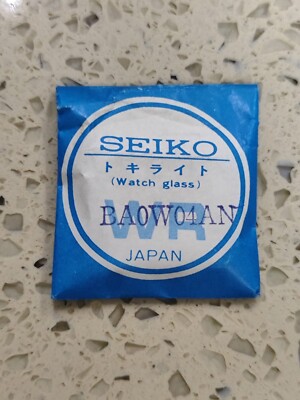 SEIKO
トキライト
(Watch glass)
BA0W04AN
WR
JAPAN